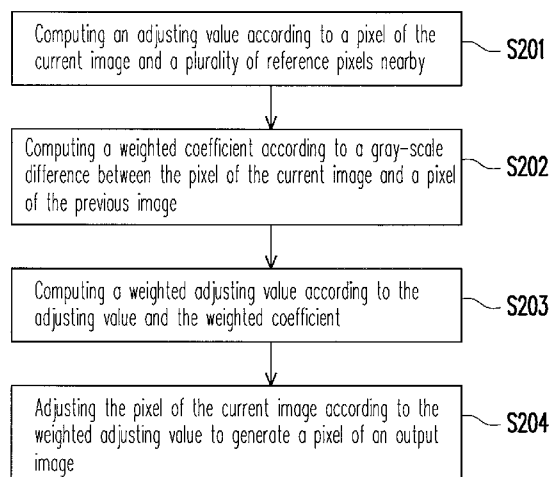 Computing an adjusting value according to a pixel of the
current image and a plurality of reference pixels nearby
S201
Computing a weighted coefficient according to a gray-scale
difference between the pixel of the current image and a pixel
of the previous image
S202
Computing a weighted adjusting value according to the
adjusting value and the weighted coefficient
S203
Adjusting the pixel of the current image according to the
weighted adjusting value to generate a pixel of an output
image
S204